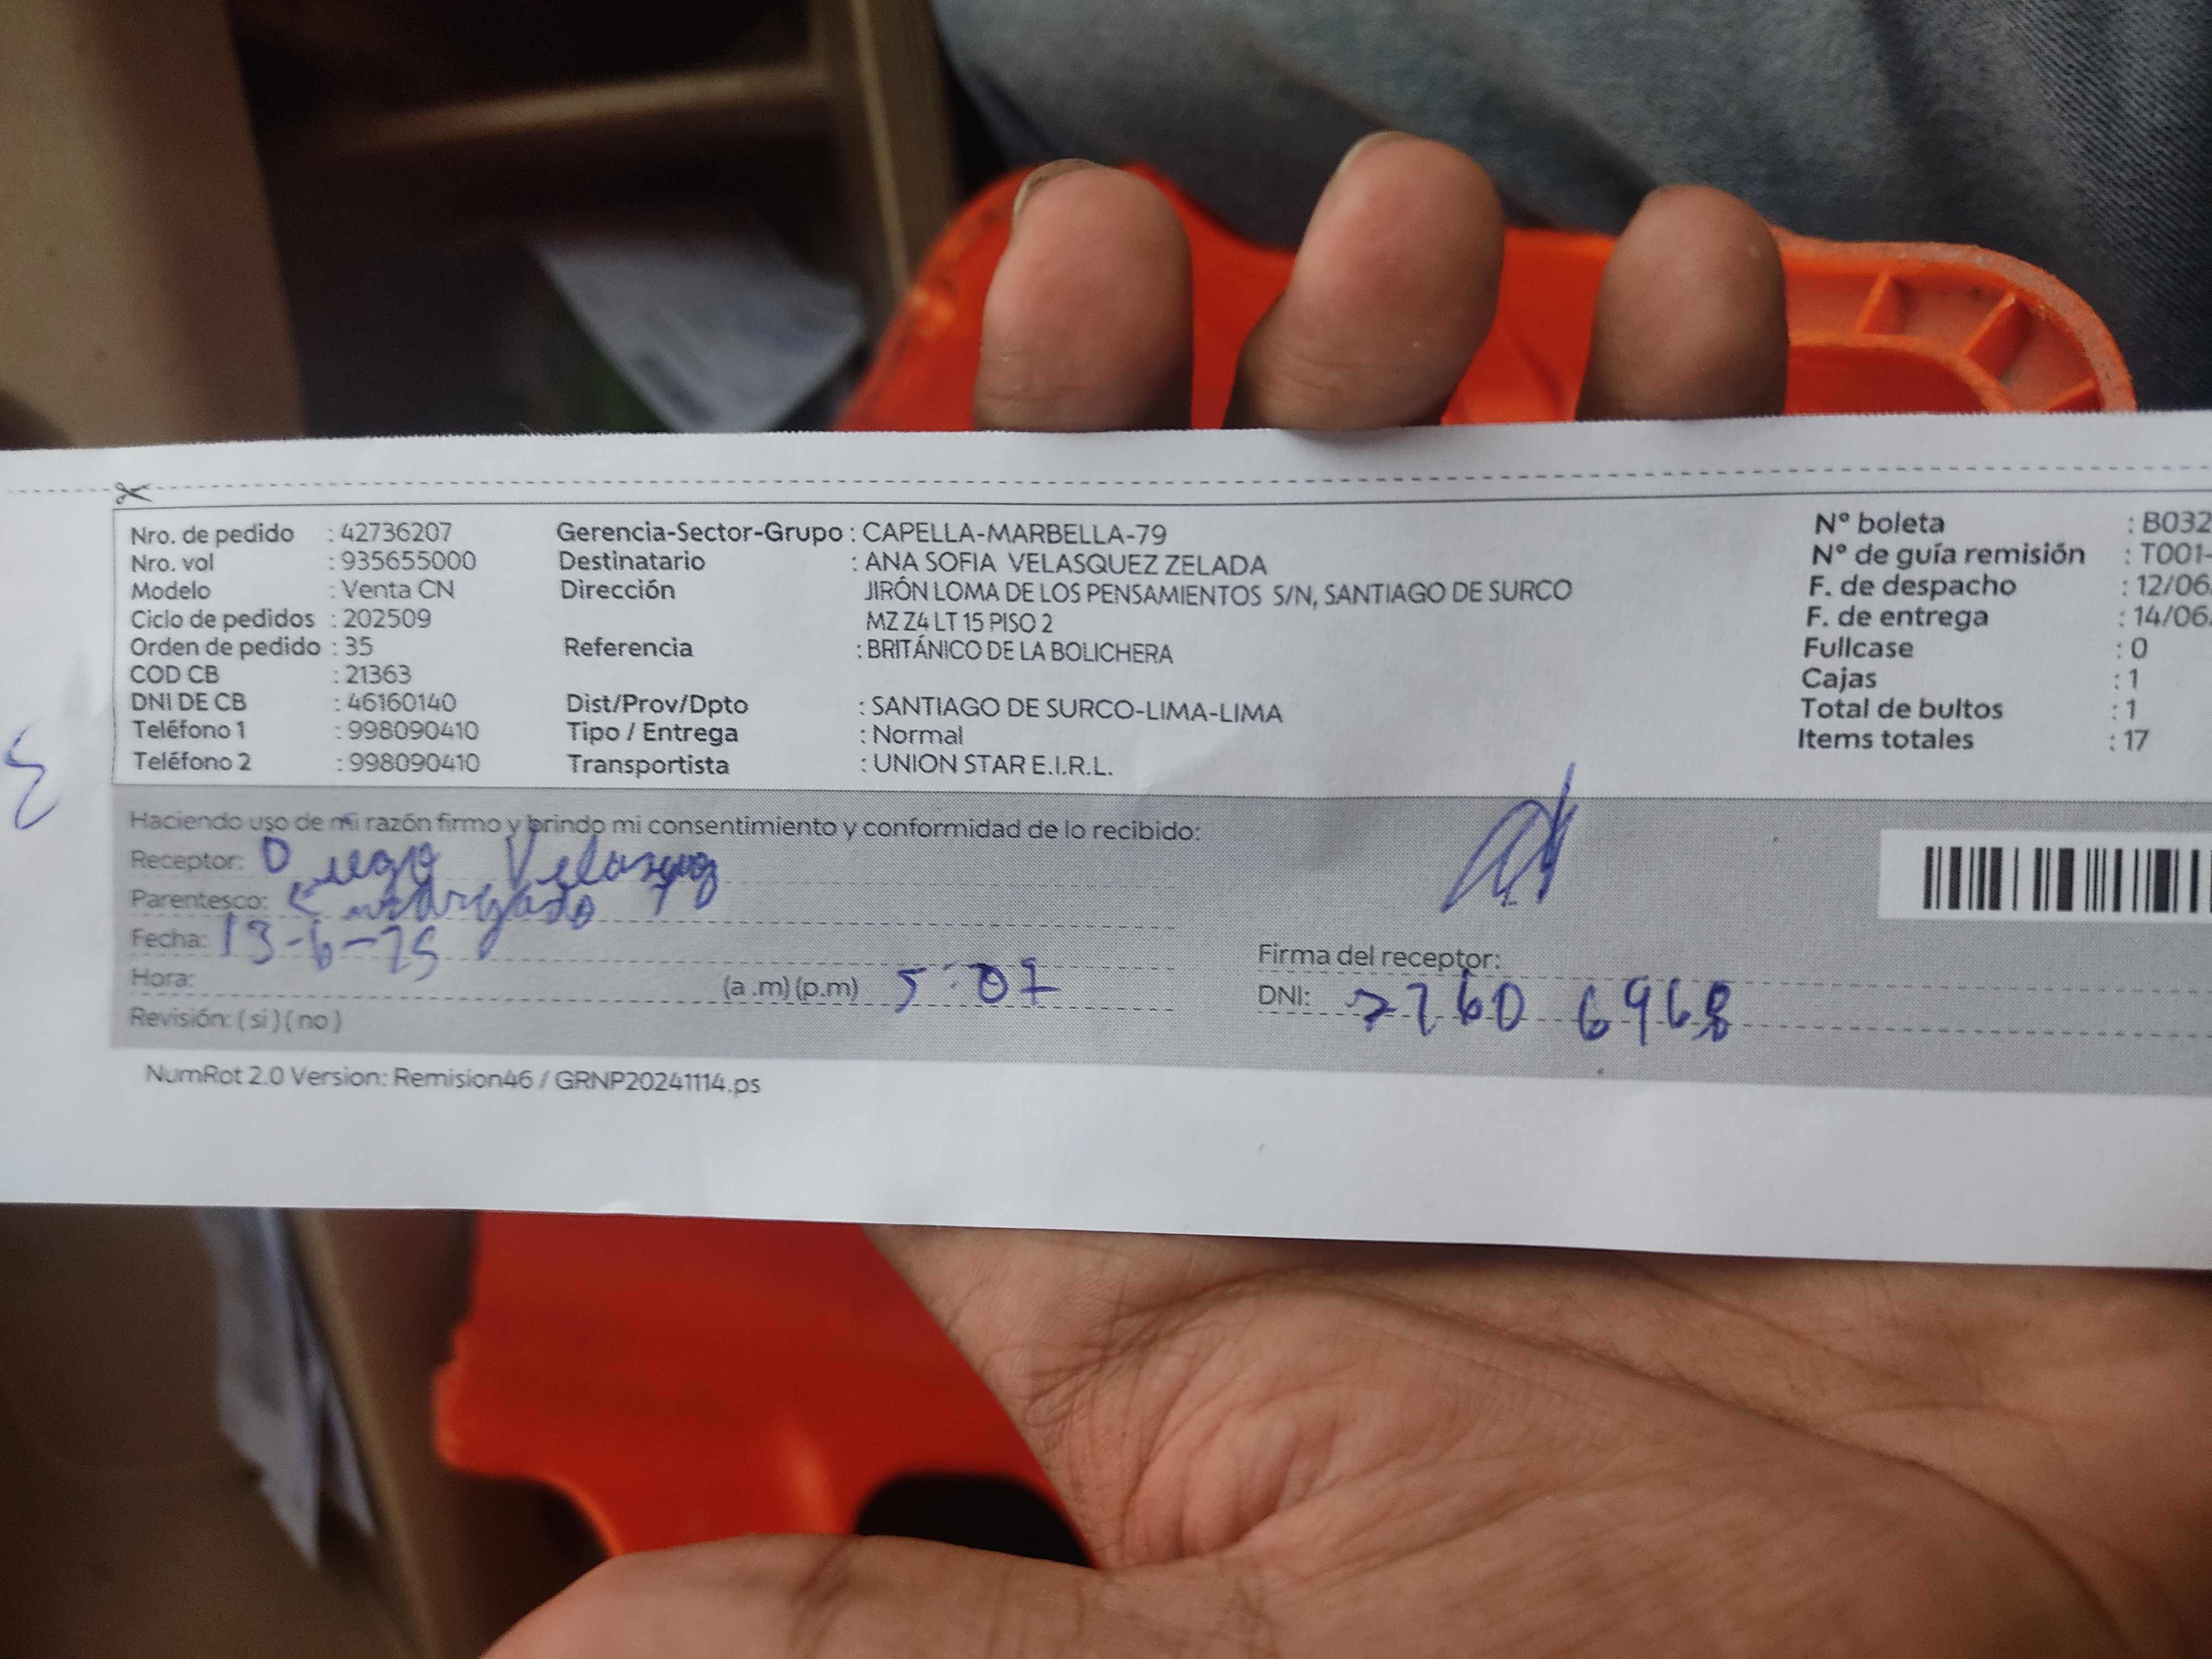 Nro. de pedido : 42736207
Nro. vol : 935655000
Modelo : Venta CN
Ciclo de pedidos : 202509
Orden de pedido : 35
COD CB : 21363
DNI DE CB : 46160140
Teléfono 1 : 998090410
Teléfono 2 : 998090410
Gerencia-Sector-Grupo : CAPELLA-MARBELLA-79
Destinatario : ANA SOFIA VELASQUEZ ZELADA
Dirección JIRÓN LOMA DE LOS PENSAMIENTOS S/N, SANTIAGO DE SURCO
MZ Z4 LT 15 PISO 2
Referencia : BRITÁNICO DE LA BOLICHERA
Dist/Prov/Dpto : SANTIAGO DE SURCO-LIMA-LIMA
Tipo / Entrega : Normal
Transportista : UNION STAR E.I.R.L.
Nº boleta : B032
Nº de guía remisión : T001-
F. de despacho : 12/06/
F. de entrega : 14/06/
Fullcase : 0
Cajas : 1
Total de bultos : 1
Items totales : 17
Haciendo uso de mi razón firmo y brindo mi consentimiento y conformidad de lo recibido:
Receptor: Diego
Parentesco: Encargado
Fecha: 13-6-25
Hora: (a.m)(p.m) 5:07
Revisión: (si)(no)
Firma del receptor:
DNI: 7760 6968
NumRot 2.0 Version: Remision46 / GRNP20241114.ps